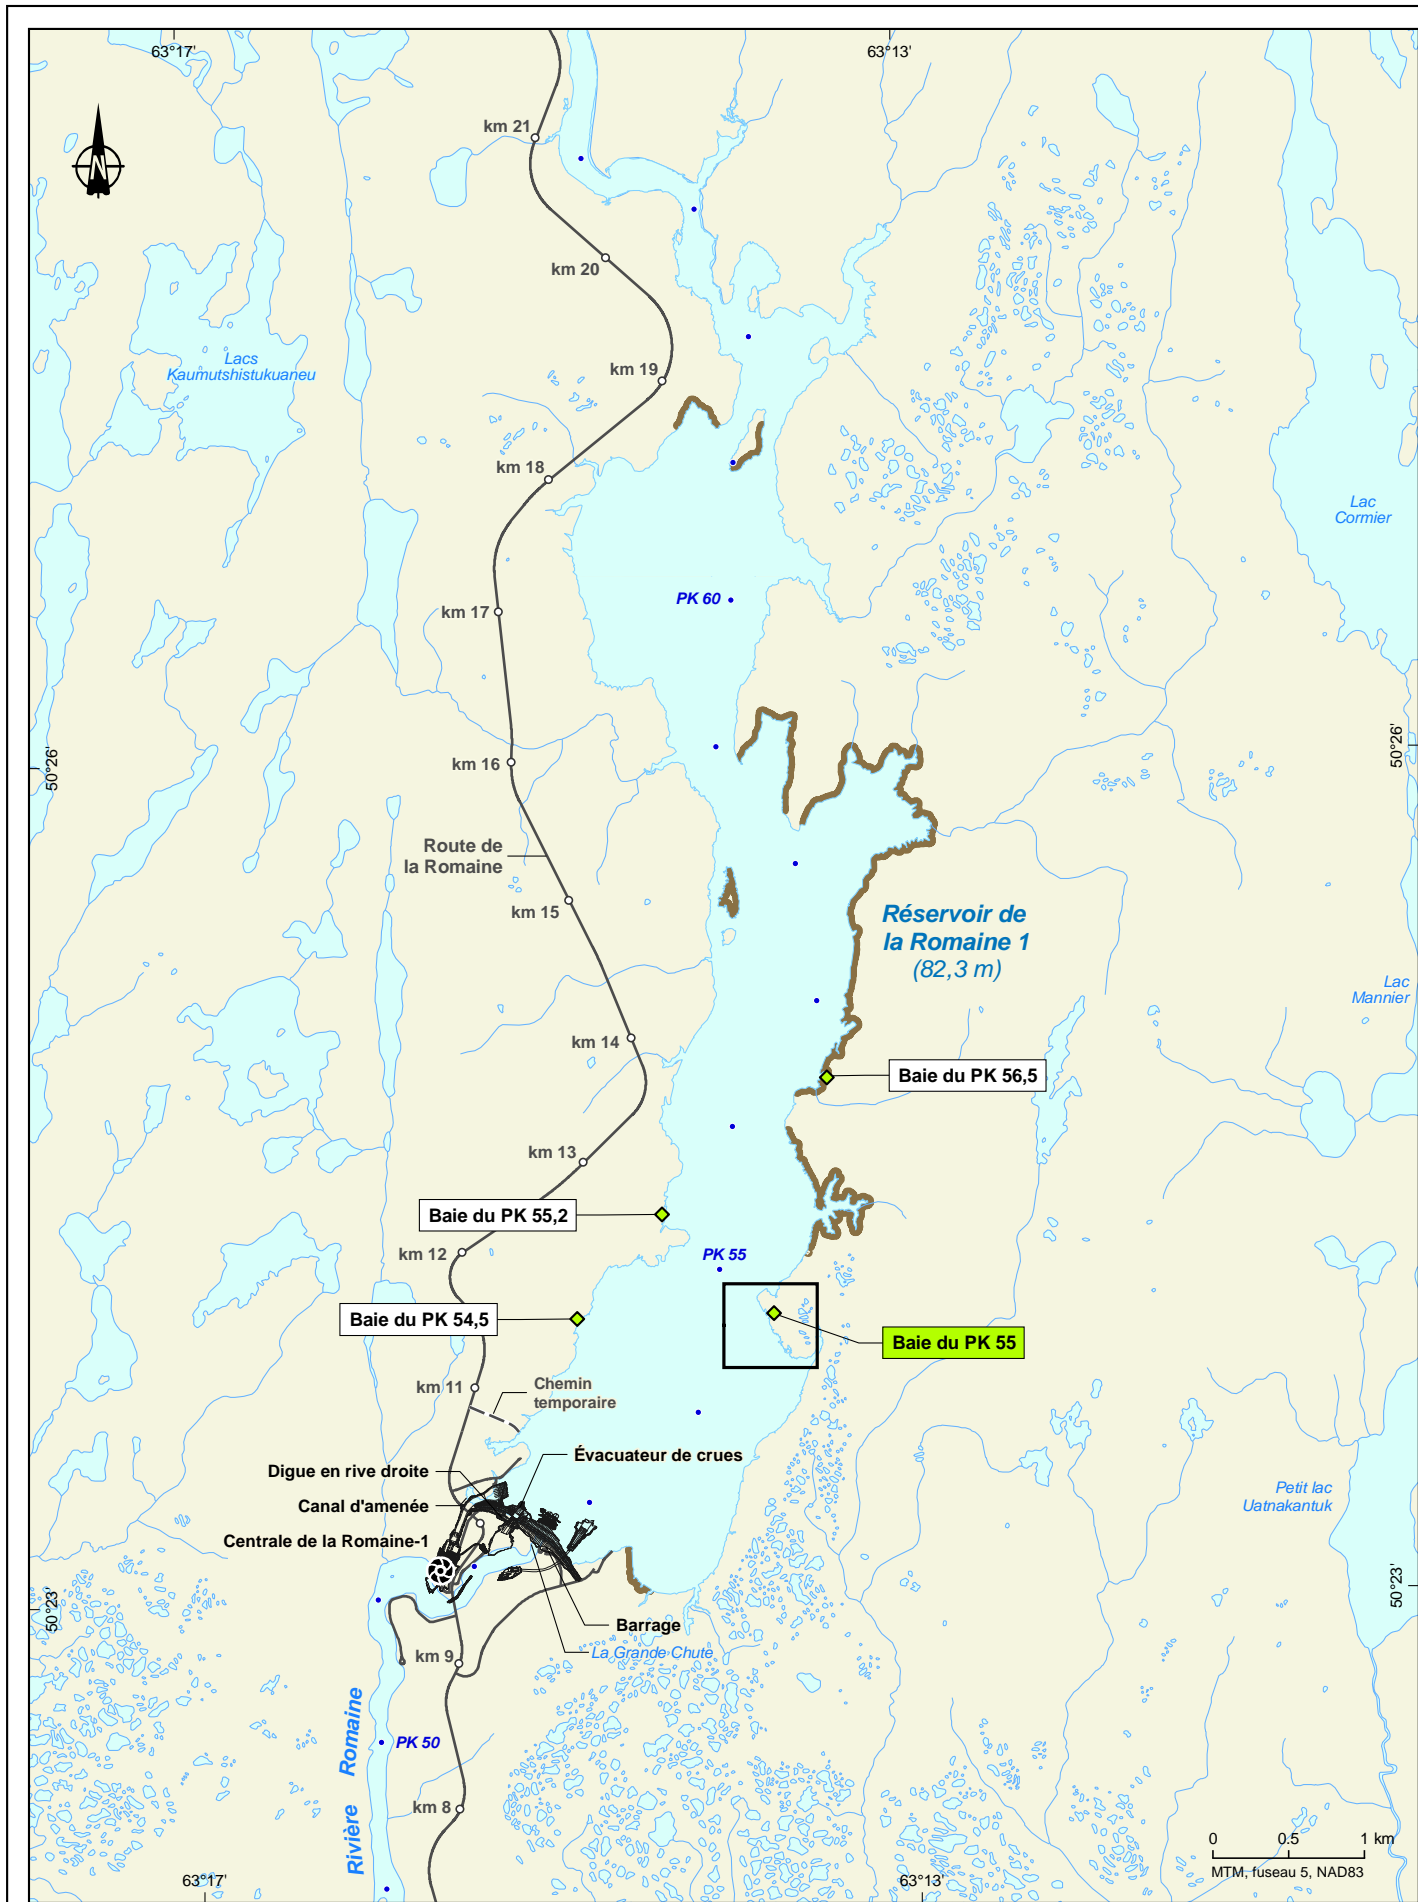 63°17'
63°13'
km 21
N
km 20
Lacs
Kaumutshistukuaneu
km 19
km 18
Lac
Cormier
PK 60
km 17
50°26'
50°26'
km 16
Route de
la Romaine
km 15
Réservoir de
la Romaine 1
(82,3 m)
Lac
Mannier
km 14
Baie du PK 56,5
km 13
Baie du PK 55,2
km 12
PK 55
Baie du PK 54,5
Baie du PK 55
km 11
Chemin
temporaire
Évacuateur de crues
Digue en rive droite
Canal d'amenée
Centrale de la Romaine-1
Petit lac
Uatnakantuk
50°23'
50°23'
Barrage
La Grande Chute
km 9
Rivière Romaine
PK 50
km 8
0 0.5 1 km
MTM, fuseau 5, NAD83
63°17'
63°13'